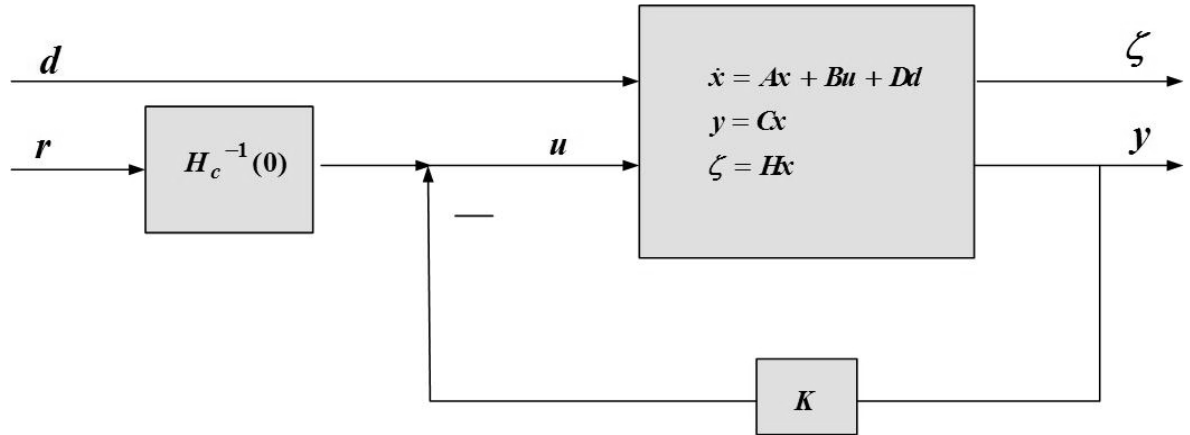 d
r
H_c^{-1}(0)
u
ẋ = Ax + Bu + Dd
y = Cx
ζ = Hx
ζ
y
—
K